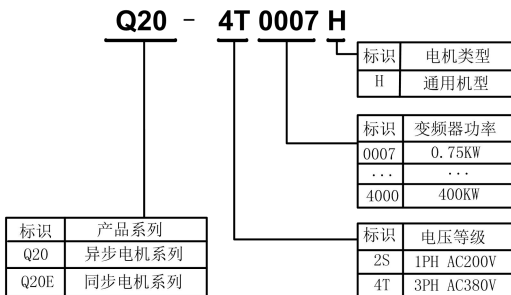 Q20 - 4T 0007 H
标识 电机类型
H 通用机型
标识 变频器功率
0007 0.75KW
... ...
4000 400KW
标识 产品系列
Q20 异步电机系列
Q20E 同步电机系列
标识 电压等级
2S 1PH AC200V
4T 3PH AC380V